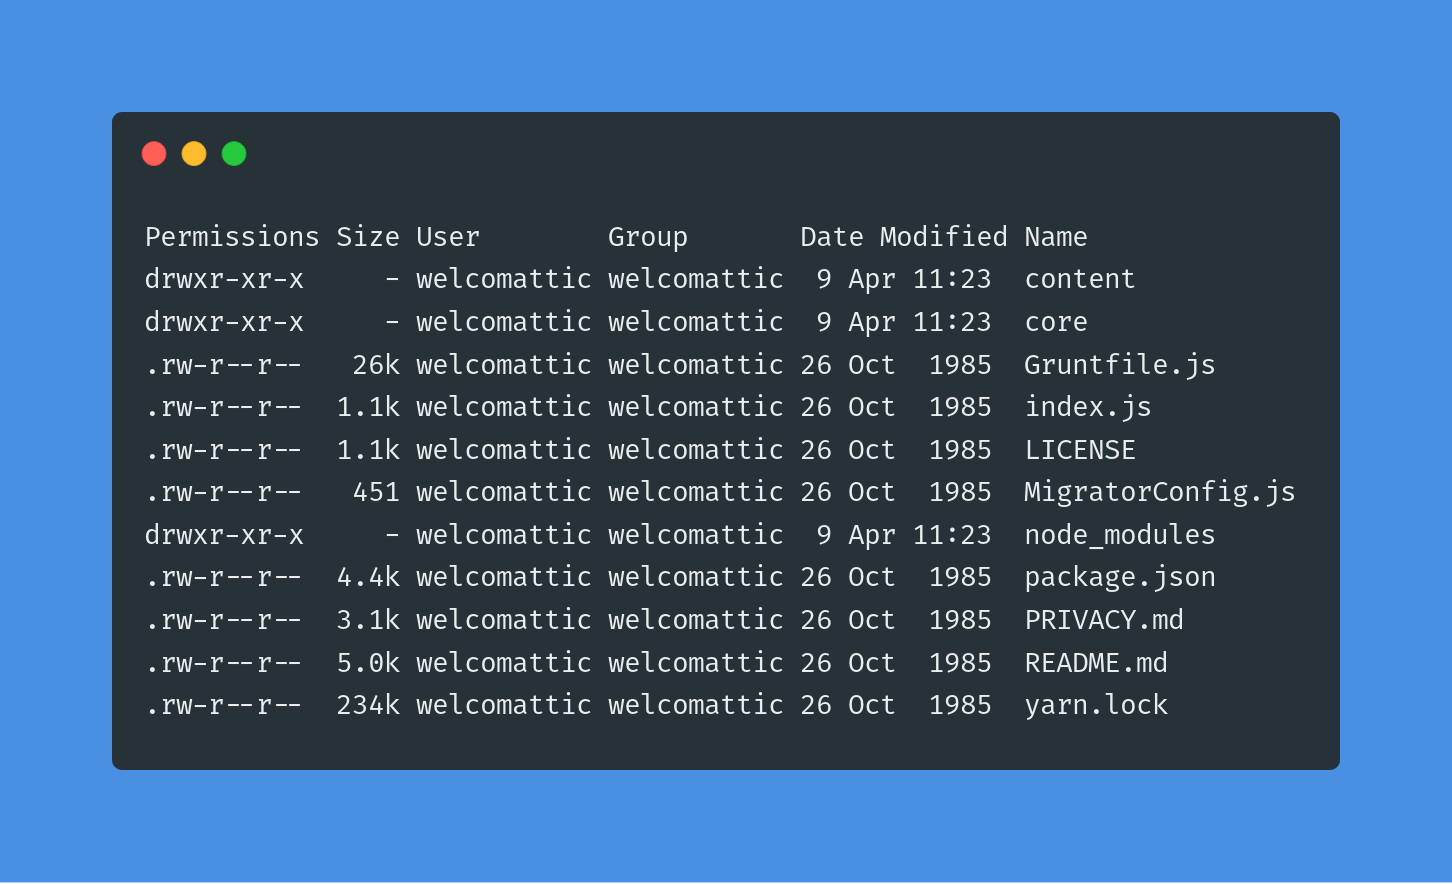 Permissions Size User        Group       Date Modified Name
drwxr-xr-x     - welcomattic welcomattic  9 Apr 11:23  content
drwxr-xr-x     - welcomattic welcomattic  9 Apr 11:23  core
.rw-r--r--   26k welcomattic welcomattic 26 Oct  1985  Gruntfile.js
.rw-r--r--  1.1k welcomattic welcomattic 26 Oct  1985  index.js
.rw-r--r--  1.1k welcomattic welcomattic 26 Oct  1985  LICENSE
.rw-r--r--   451 welcomattic welcomattic 26 Oct  1985  MigratorConfig.js
drwxr-xr-x     - welcomattic welcomattic  9 Apr 11:23  node_modules
.rw-r--r--  4.4k welcomattic welcomattic 26 Oct  1985  package.json
.rw-r--r--  3.1k welcomattic welcomattic 26 Oct  1985  PRIVACY.md
.rw-r--r--  5.0k welcomattic welcomattic 26 Oct  1985  README.md
.rw-r--r--  234k welcomattic welcomattic 26 Oct  1985  yarn.lock